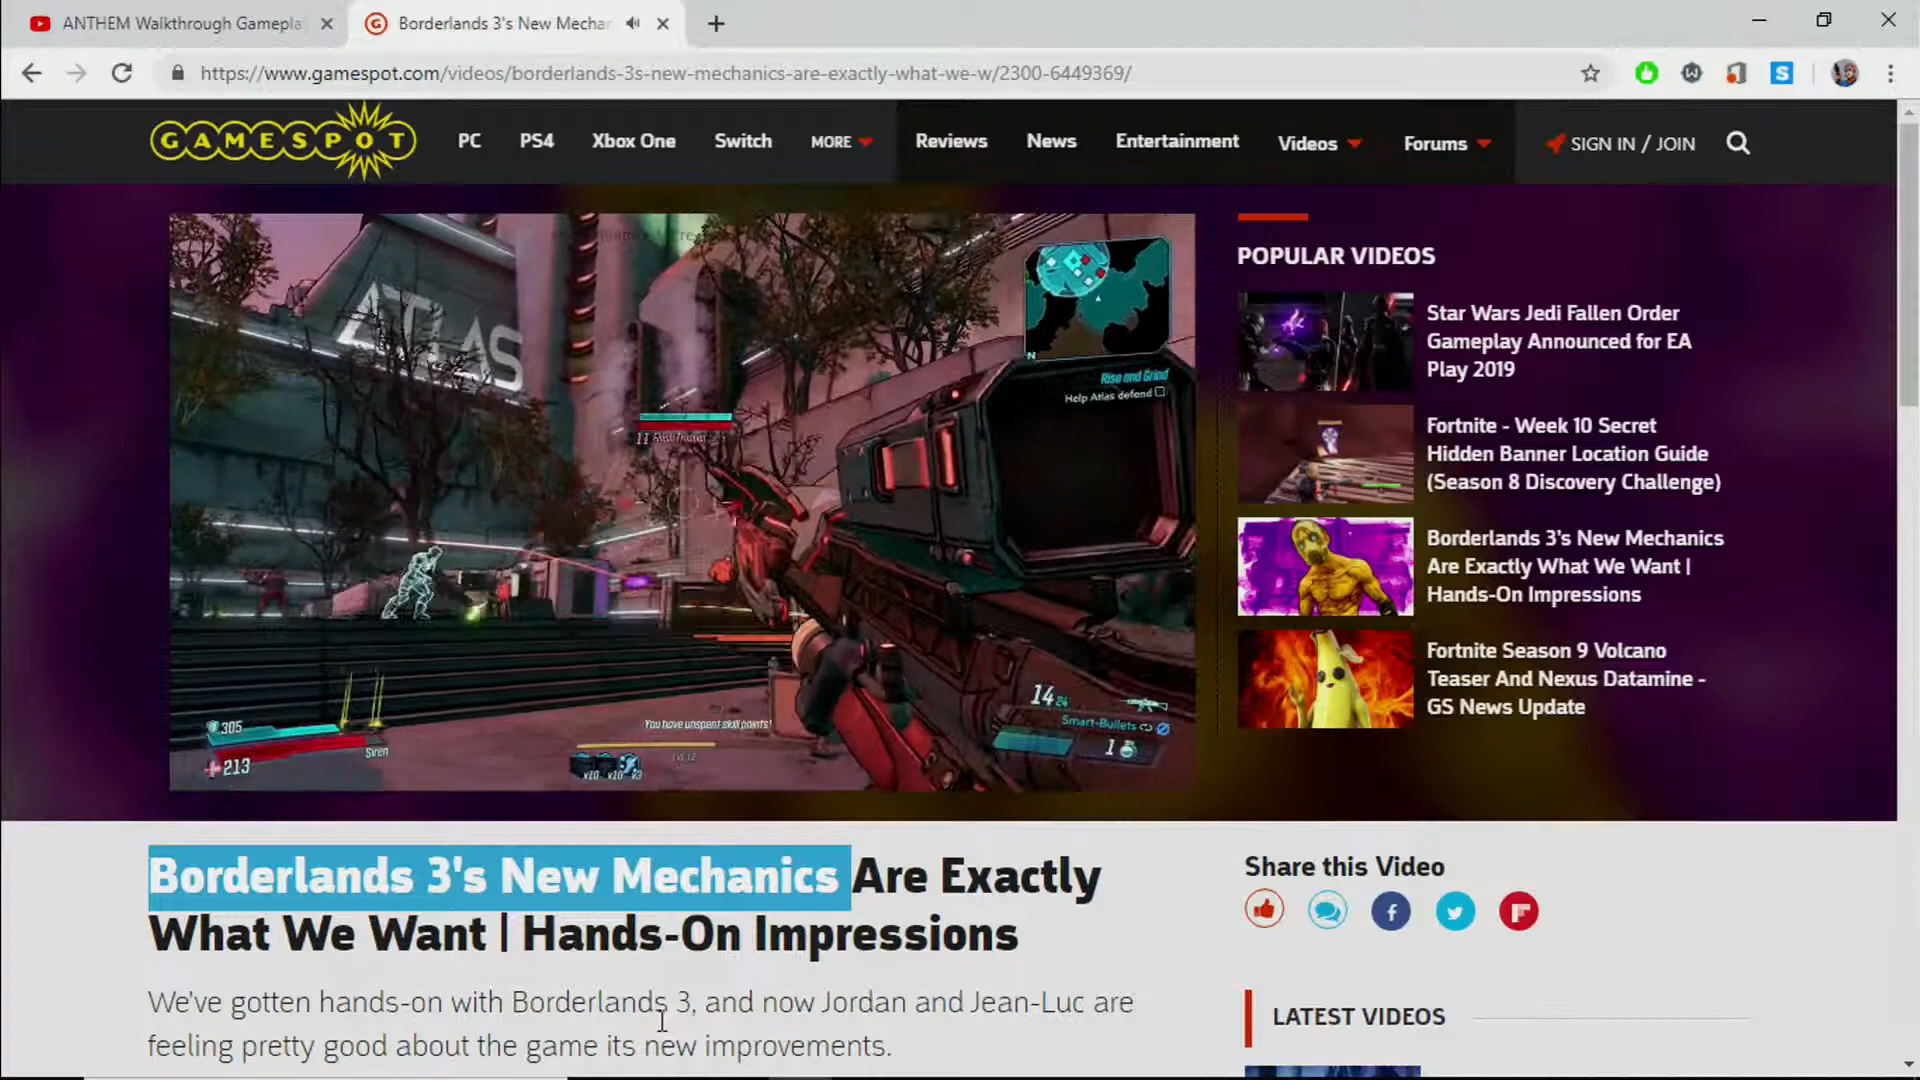 ANTHEM Walkthrough Gamepla
Borderlands 3's New Mechar
https://www.gamespot.com/videos/borderlands-3s-new-mechanics-are-exactly-what-we-w/2300-6449369/
GAMESPOT
PC
PS4
Xbox One
Switch
MORE
Reviews
News
Entertainment
Videos
Forums
SIGN IN / JOIN
ATLAS
N
Rise and Grind
Help Atlas defend
11
305
213
Siren
You have unspent skill points!
LVL 12
x10 x10 x3
14 24
Smart-Bullets
1
POPULAR VIDEOS
Star Wars Jedi Fallen Order
Gameplay Announced for EA
Play 2019
Fortnite - Week 10 Secret
Hidden Banner Location Guide
(Season 8 Discovery Challenge)
Borderlands 3's New Mechanics
Are Exactly What We Want |
Hands-On Impressions
Fortnite Season 9 Volcano
Teaser And Nexus Datamine -
GS News Update
Borderlands 3's New Mechanics Are Exactly
What We Want | Hands-On Impressions
We've gotten hands-on with Borderlands 3, and now Jordan and Jean-Luc are
feeling pretty good about the game its new improvements.
Share this Video
LATEST VIDEOS